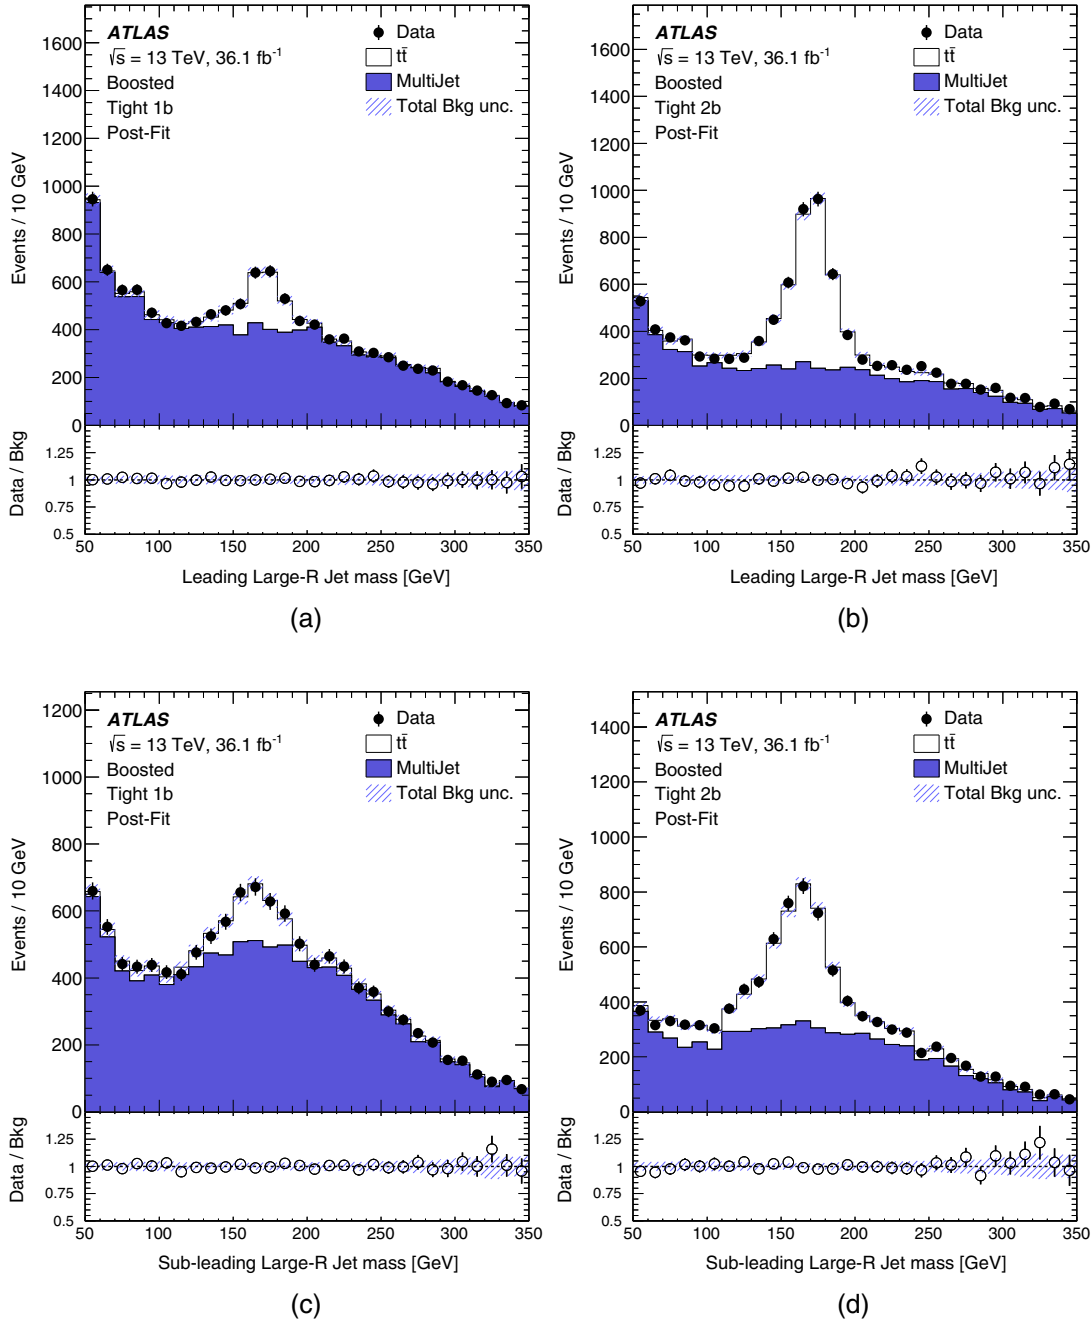 ATLAS
√s = 13 TeV, 36.1 fb⁻¹
Boosted
Tight 1b
Post-Fit
Data
tt̄
MultiJet
Total Bkg unc.
Events / 10 GeV
1600
1400
1200
1000
800
600
400
200
0
Data / Bkg
1.25
1
0.75
0.5
50 100 150 200 250 300 350
Leading Large-R Jet mass [GeV]
(a)
ATLAS
√s = 13 TeV, 36.1 fb⁻¹
Boosted
Tight 2b
Post-Fit
Data
tt̄
MultiJet
Total Bkg unc.
Events / 10 GeV
1600
1400
1200
1000
800
600
400
200
0
Data / Bkg
1.25
1
0.75
0.5
50 100 150 200 250 300 350
Leading Large-R Jet mass [GeV]
(b)
ATLAS
√s = 13 TeV, 36.1 fb⁻¹
Boosted
Tight 1b
Post-Fit
Data
tt̄
MultiJet
Total Bkg unc.
Events / 10 GeV
1200
1000
800
600
400
200
0
Data / Bkg
1.25
1
0.75
0.5
50 100 150 200 250 300 350
Sub-leading Large-R Jet mass [GeV]
(c)
ATLAS
√s = 13 TeV, 36.1 fb⁻¹
Boosted
Tight 2b
Post-Fit
Data
tt̄
MultiJet
Total Bkg unc.
Events / 10 GeV
1400
1200
1000
800
600
400
200
0
Data / Bkg
1.25
1
0.75
0.5
50 100 150 200 250 300 350
Sub-leading Large-R Jet mass [GeV]
(d)